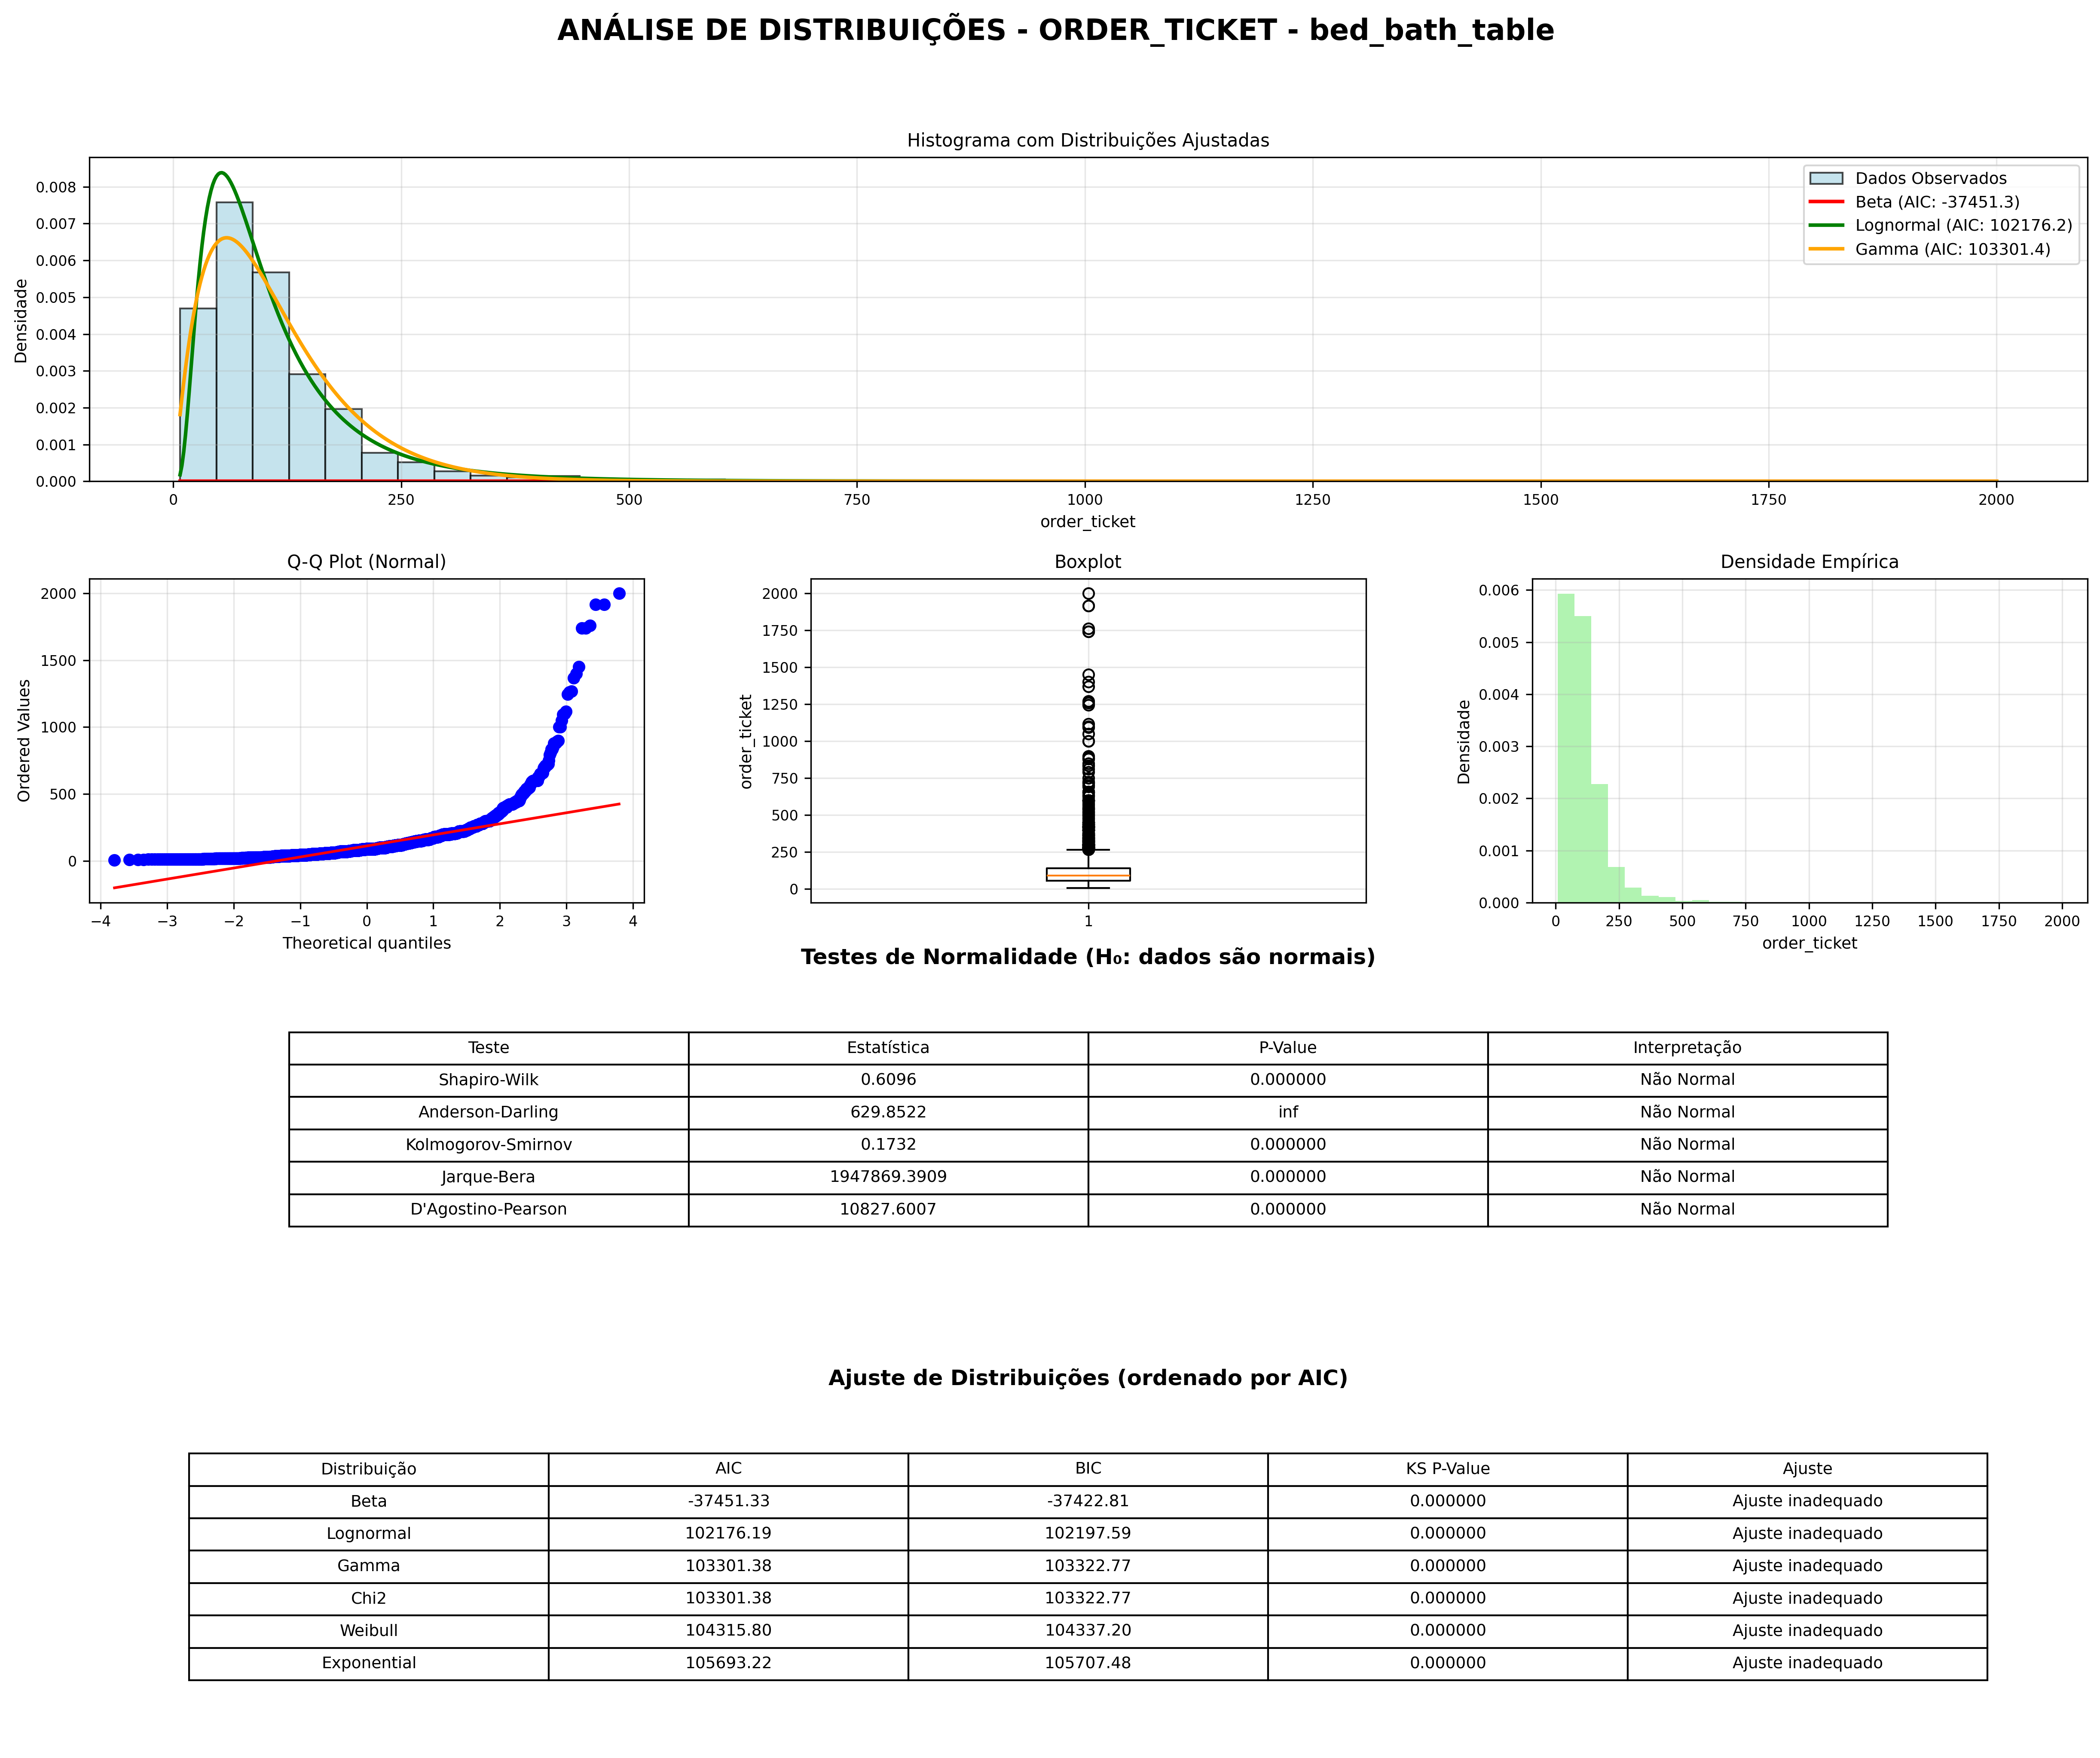 ANÁLISE DE DISTRIBUIÇÕES - ORDER_TICKET - bed_bath_table
Histograma com Distribuições Ajustadas
Densidade
0.008
0.007
0.006
0.005
0.004
0.003
0.002
0.001
0.000
Dados Observados
Beta (AIC: -37451.3)
Lognormal (AIC: 102176.2)
Gamma (AIC: 103301.4)
0 250 500 750 1000 1250 1500 1750 2000
order_ticket
Q-Q Plot (Normal)
Ordered Values
2000
1500
1000
500
0
−4 −3 −2 −1 0 1 2 3 4
Theoretical quantiles
Boxplot
order_ticket
2000
1750
1500
1250
1000
750
500
250
0
1
Densidade Empírica
Densidade
0.006
0.005
0.004
0.003
0.002
0.001
0.000
0 250 500 750 1000 1250 1500 1750 2000
order_ticket
Testes de Normalidade (H₀: dados são normais)
Teste Estatística P-Value Interpretação
Shapiro-Wilk 0.6096 0.000000 Não Normal
Anderson-Darling 629.8522 inf Não Normal
Kolmogorov-Smirnov 0.1732 0.000000 Não Normal
Jarque-Bera 1947869.3909 0.000000 Não Normal
D'Agostino-Pearson 10827.6007 0.000000 Não Normal
Ajuste de Distribuições (ordenado por AIC)
Distribuição AIC BIC KS P-Value Ajuste
Beta -37451.33 -37422.81 0.000000 Ajuste inadequado
Lognormal 102176.19 102197.59 0.000000 Ajuste inadequado
Gamma 103301.38 103322.77 0.000000 Ajuste inadequado
Chi2 103301.38 103322.77 0.000000 Ajuste inadequado
Weibull 104315.80 104337.20 0.000000 Ajuste inadequado
Exponential 105693.22 105707.48 0.000000 Ajuste inadequado